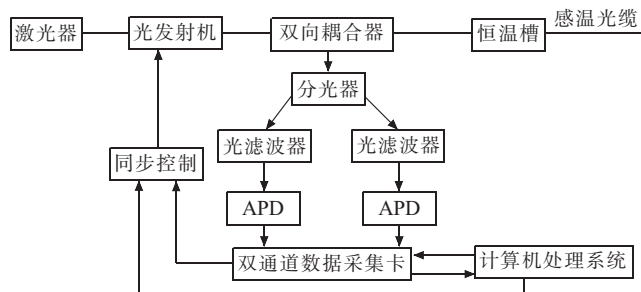 激光器
光发射机
双向耦合器
恒温槽
感温光缆
分光器
光滤波器
光滤波器
同步控制
APD
APD
双通道数据采集卡
计算机处理系统